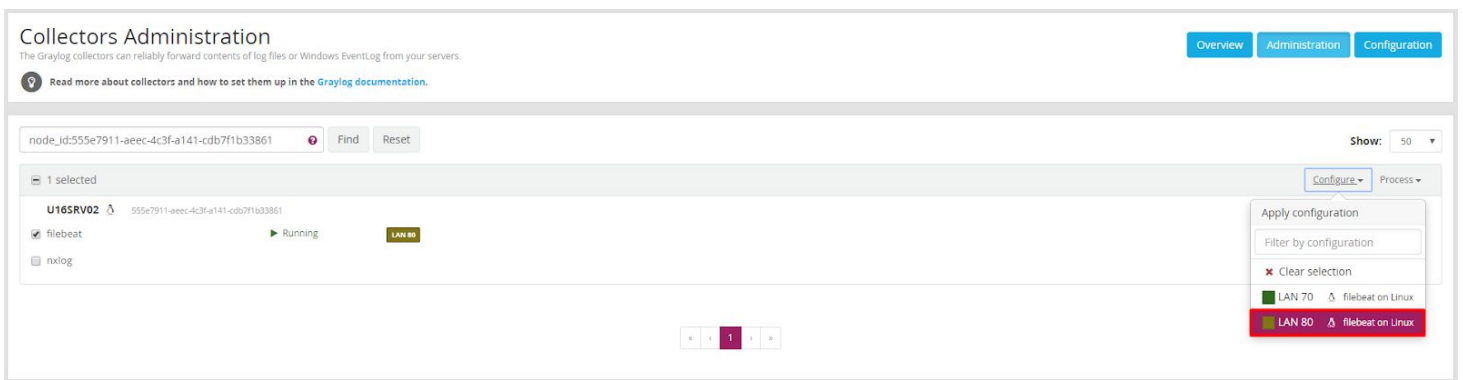 Collectors Administration
The Graylog collectors can reliably forward contents of log files or Windows EventLog from your servers.
Read more about collectors and how to set them up in the Graylog documentation.
Overview
Administration
Configuration
node_id:555e7911-aeec-4c3f-a141-cdb7f1b33861
Find
Reset
Show:
50
1 selected
Configure
Process
U16SRV02 555e7911-aeec-4c3f-a141-cdb7f1b33861
filebeat
Running
LAN 80
nxlog
Apply configuration
Filter by configuration
Clear selection
LAN 70 filebeat on Linux
LAN 80 filebeat on Linux
« ‹ 1 › »